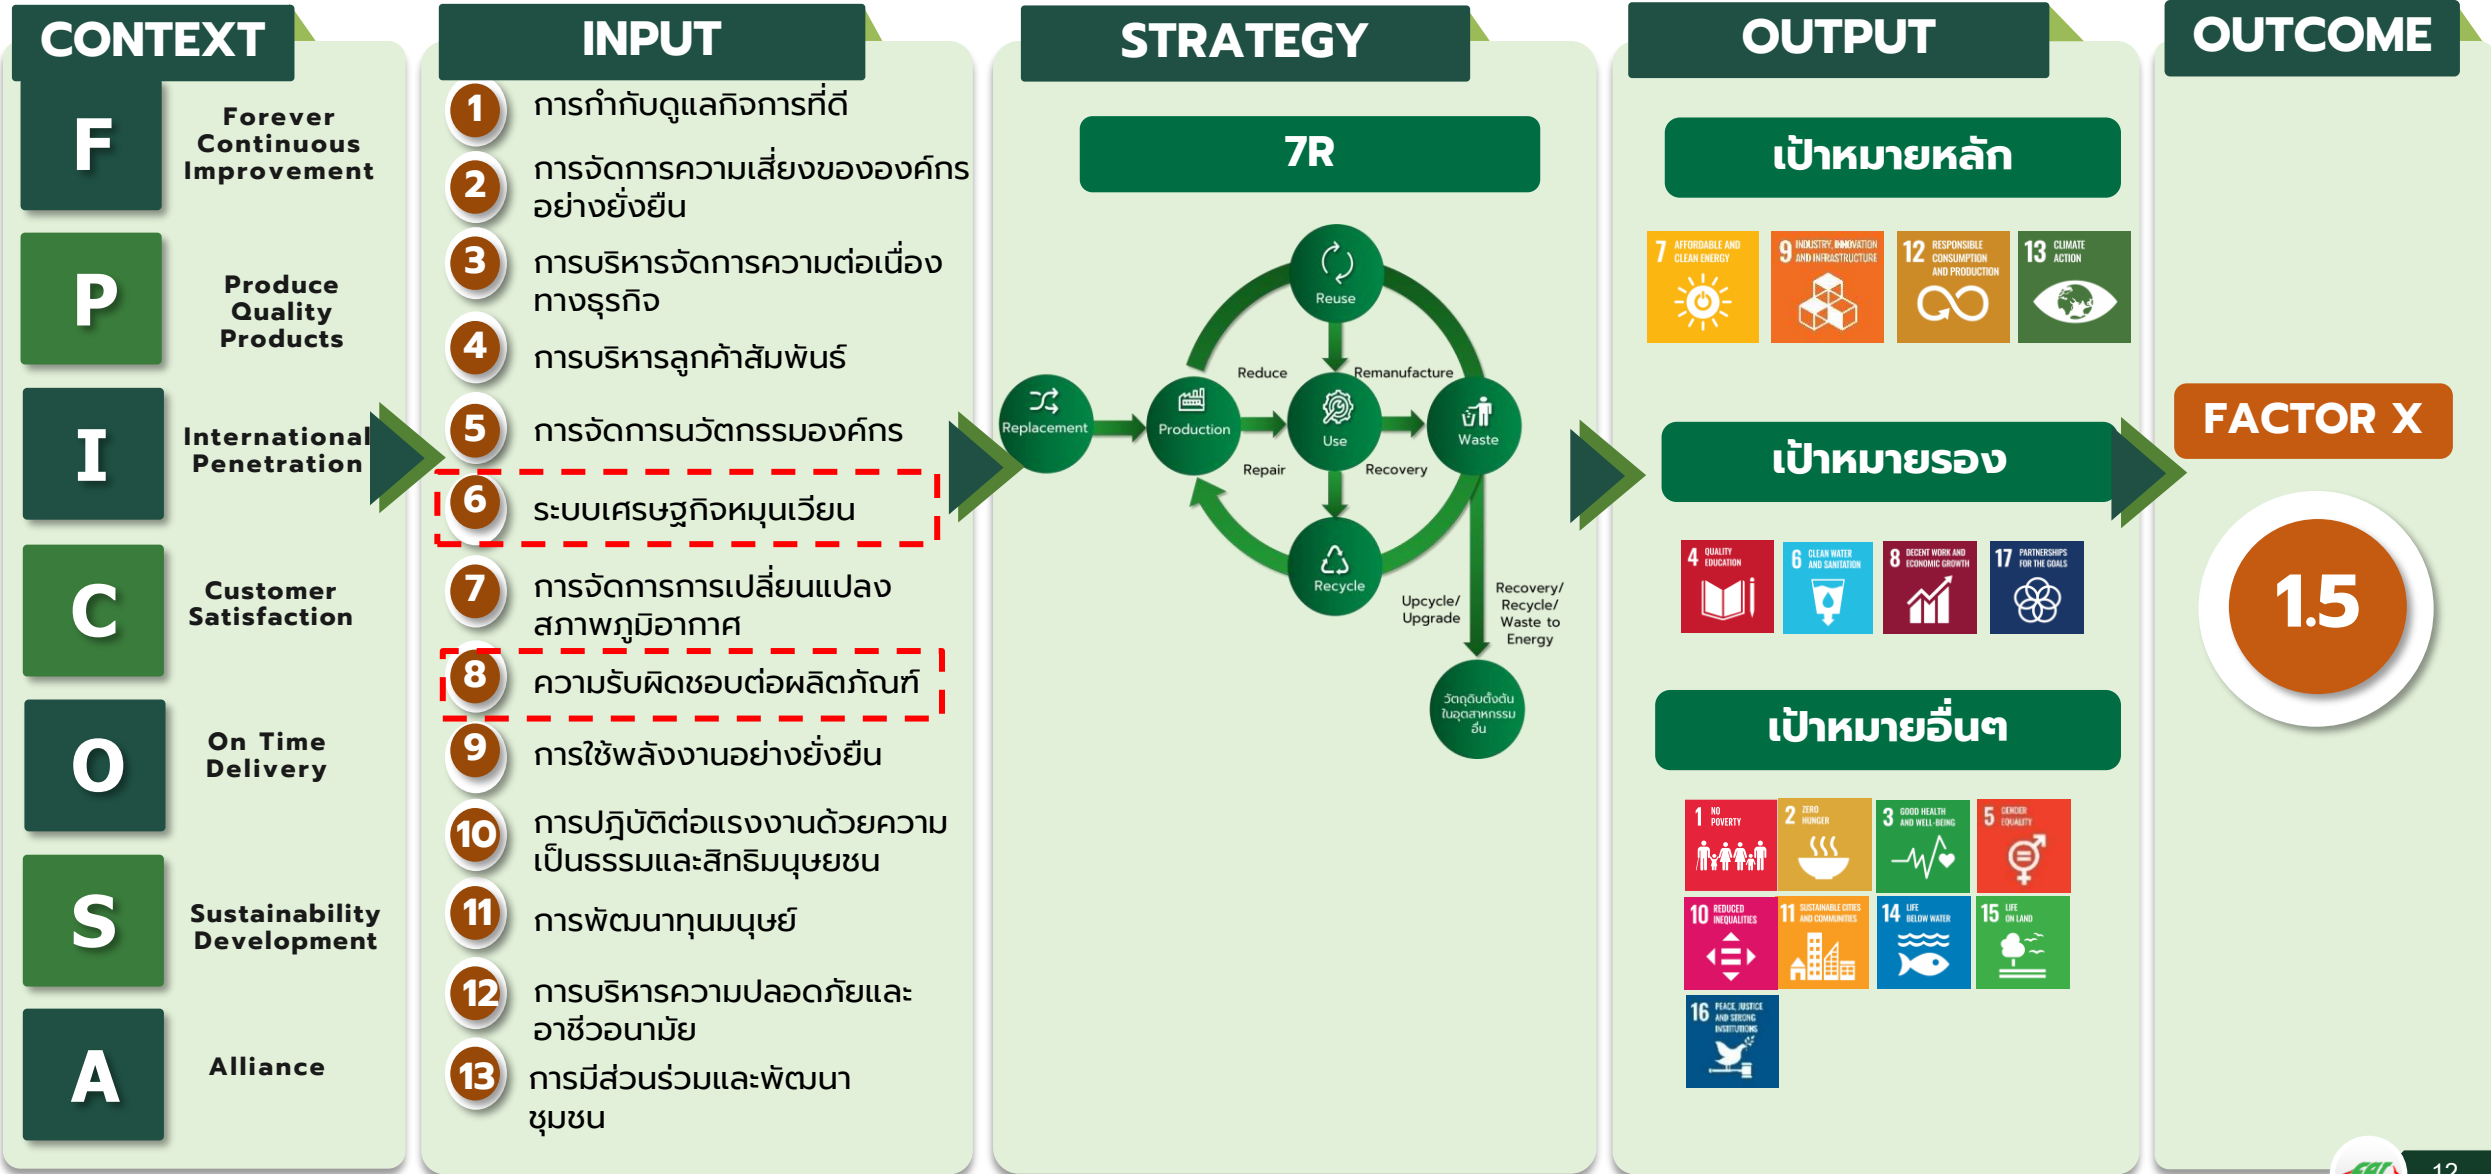 CONTEXT
F
Forever
Continuous
Improvement
P
Produce
Quality
Products
I
International
Penetration
C
Customer
Satisfaction
O
On Time
Delivery
S
Sustainability
Development
A
Alliance
INPUT
1
การกำกับดูแลกิจการที่ดี
2
การจัดการความเสี่ยงขององค์กร
อย่างยั่งยืน
3
การบริหารจัดการความต่อเนื่อง
ทางธุรกิจ
4
การบริหารลูกค้าสัมพันธ์
5
การจัดการนวัตกรรมองค์กร
6
ระบบเศรษฐกิจหมุนเวียน
7
การจัดการการเปลี่ยนแปลง
สภาพภูมิอากาศ
8
ความรับผิดชอบต่อผลิตภัณฑ์
9
การใช้พลังงานอย่างยั่งยืน
10
การปฎิบัติต่อแรงงานด้วยความ
เป็นธรรมและสิทธิมนุษยชน
11
การพัฒนาทุนมนุษย์
12
การบริหารความปลอดภัยและ
อาชีวอนามัย
13
การมีส่วนร่วมและพัฒนา
ชุมชน
STRATEGY
7R
Reuse
Reduce
Remanufacture
Replacement
Production
Use
Waste
Repair
Recovery
Recycle
Upcycle/
Upgrade
Recovery/
Recycle/
Waste to
Energy
วัตถุดิบตั้งต้น
ในอุตสาหกรรม
อื่น
OUTPUT
เป้าหมายหลัก
7 AFFORDABLE AND
CLEAN ENERGY
9 INDUSTRY, INNOVATION
AND INFRASTRUCTURE
12 RESPONSIBLE
CONSUMPTION
AND PRODUCTION
13 CLIMATE
ACTION
เป้าหมายรอง
4 QUALITY
EDUCATION
6 CLEAN WATER
AND SANITATION
8 DECENT WORK AND
ECONOMIC GROWTH
17 PARTNERSHIPS
FOR THE GOALS
เป้าหมายอื่นๆ
1 NO
POVERTY
2 ZERO
HUNGER
3 GOOD HEALTH
AND WELL-BEING
5 GENDER
EQUALITY
10 REDUCED
INEQUALITIES
11 SUSTAINABLE CITIES
AND COMMUNITIES
14 LIFE
BELOW WATER
15 LIFE
ON LAND
16 PEACE, JUSTICE
AND STRONG
INSTITUTIONS
OUTCOME
FACTOR X
1.5
12